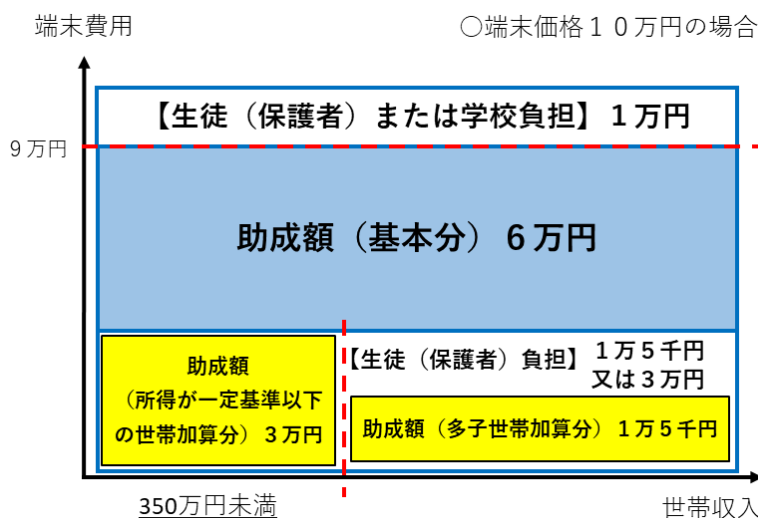 端末費用
○端末価格１０万円の場合
【生徒（保護者）または学校負担】１万円
９万円
助成額（基本分）６万円
助成額
（所得が一定基準以下
の世帯加算分）３万円
【生徒（保護者）負担】
１万５千円
又は３万円
助成額（多子世帯加算分）１万５千円
350万円未満
世帯収入